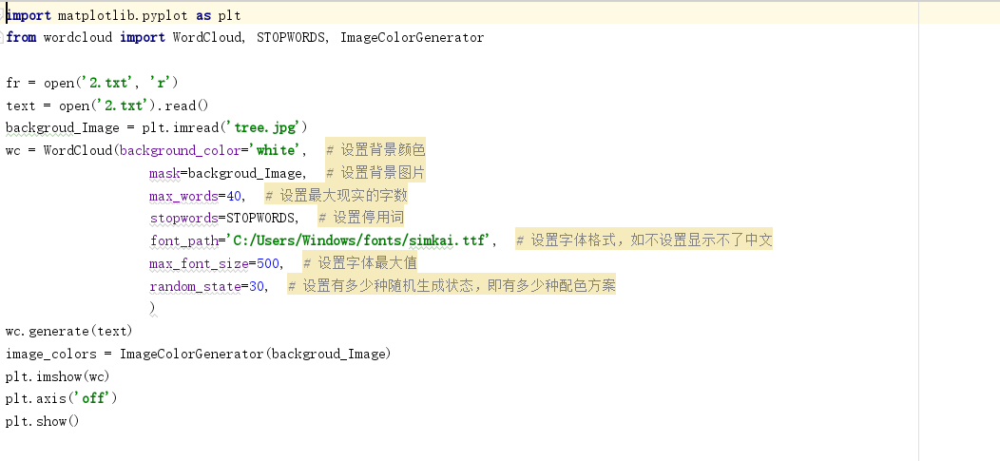 import matplotlib.pyplot as plt
from wordcloud import WordCloud, STOPWORDS, ImageColorGenerator
fr = open('2.txt', 'r')
text = open('2.txt').read()
backgroud_Image = plt.imread('tree.jpg')
wc = WordCloud(background_color='white',  # 设置背景颜色
mask=backgroud_Image,  # 设置背景图片
max_words=40,  # 设置最大现实的字数
stopwords=STOPWORDS,  # 设置停用词
font_path='C:/Users/Windows/fonts/simkai.ttf',  # 设置字体格式，如不设置显示不了中文
max_font_size=500,  # 设置字体最大值
random_state=30,  # 设置有多少种随机生成状态，即有多少种配色方案
)
wc.generate(text)
image_colors = ImageColorGenerator(backgroud_Image)
plt.imshow(wc)
plt.axis('off')
plt.show()